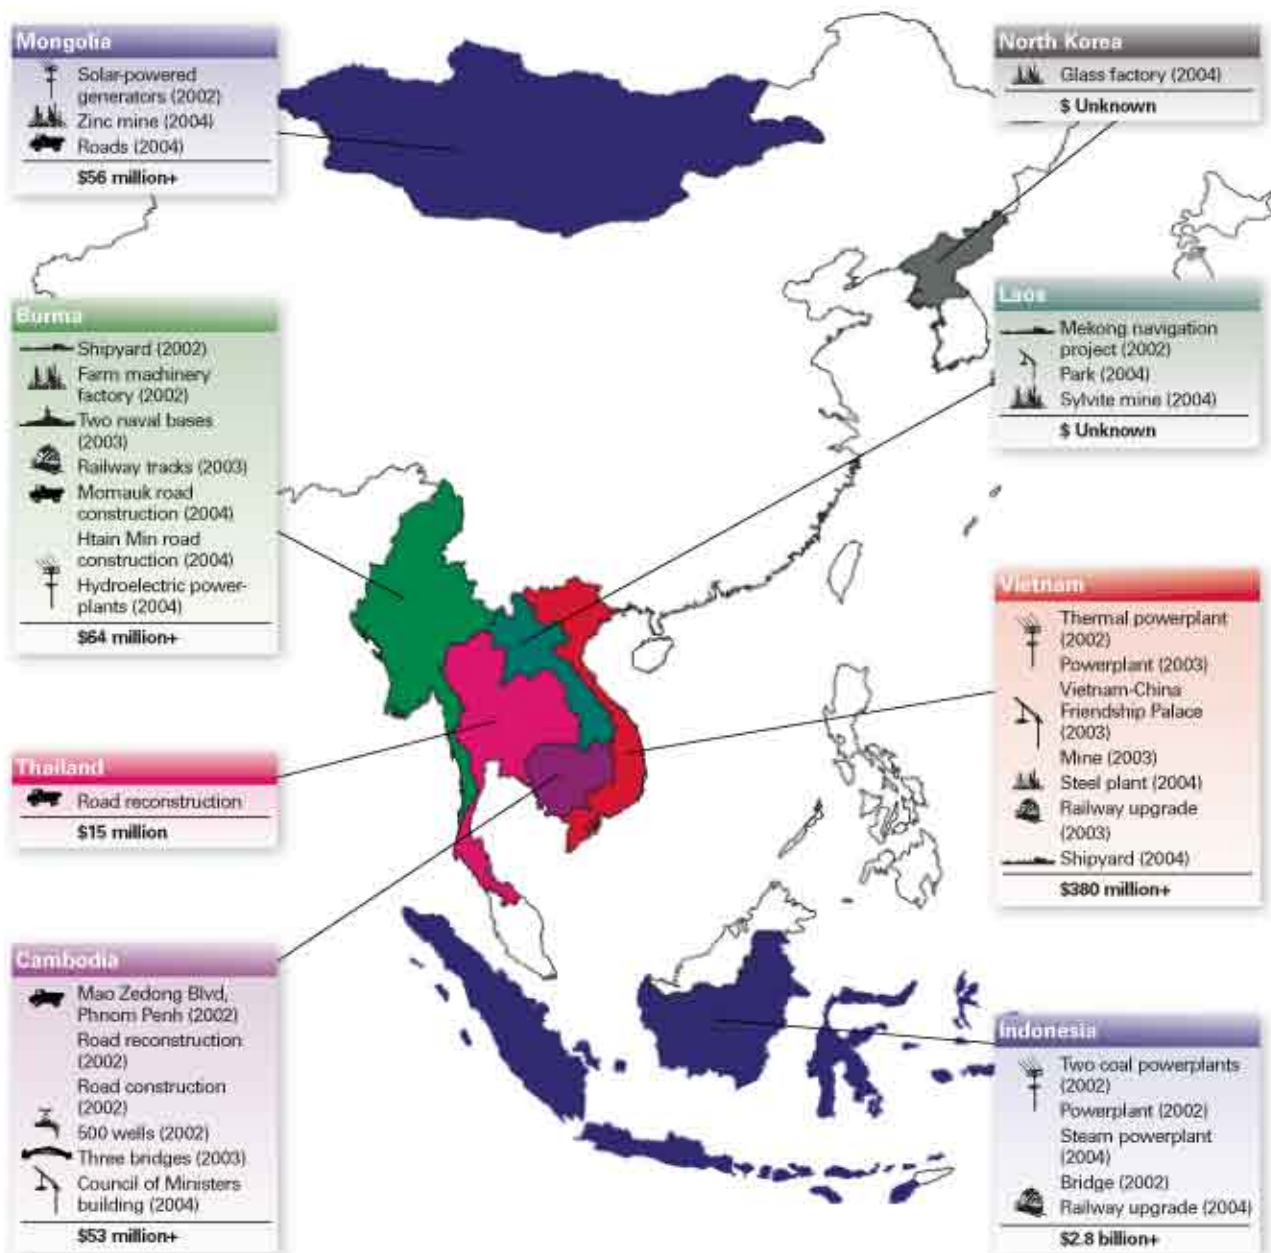 Mongolia
Solar-powered
generators (2002)
Zinc mine (2004)
Roads (2004)
$56 million+
North Korea
Glass factory (2004)
$ Unknown
Burma
Shipyard (2002)
Farm machinery
factory (2002)
Two naval bases
(2003)
Railway tracks (2003)
Momauk road
construction (2004)
Htain Min road
construction (2004)
Hydroelectric power-
plants (2004)
$64 million+
Laos
Mekong navigation
project (2002)
Park (2004)
Sylvite mine (2004)
$ Unknown
Vietnam
Thermal powerplant
(2002)
Powerplant (2003)
Vietnam-China
Friendship Palace
(2003)
Mine (2003)
Steel plant (2004)
Railway upgrade
(2003)
Shipyard (2004)
$380 million+
Thailand
Road reconstruction
$15 million
Cambodia
Mao Zedong Blvd,
Phnom Penh (2002)
Road reconstruction
(2002)
Road construction
(2002)
500 wells (2002)
Three bridges (2003)
Council of Ministers
building (2004)
$53 million+
Indonesia
Two coal powerplants
(2002)
Powerplant (2002)
Steam powerplant
(2004)
Bridge (2002)
Railway upgrade (2004)
$2.8 billion+